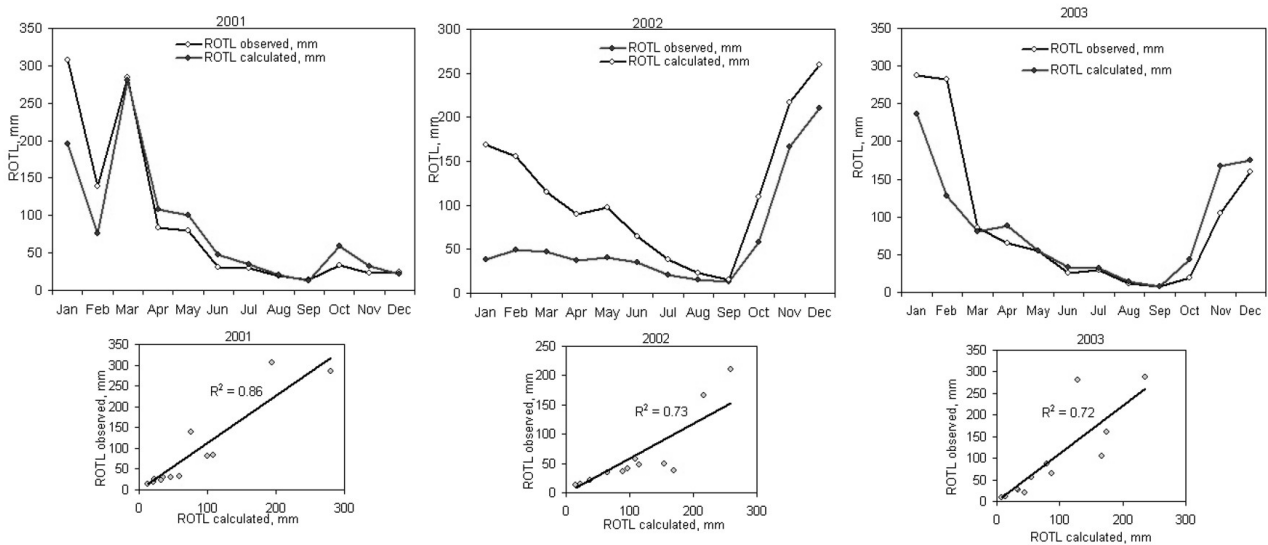 2001
350
300
250
200
150
100
50
0
ROTL, mm
ROTL observed, mm
ROTL calculated, mm
Jan Feb Mar Apr May Jun Jul Aug Sep Oct Nov Dec
2002
300
250
200
150
100
50
0
ROTL, mm
ROTL observed, mm
ROTL calculated, mm
Jan Feb Mar Apr May Jun Jul Aug Sep Oct Nov Dec
2003
350
300
250
200
150
100
50
0
ROTL, mm
ROTL observed, mm
ROTL calculated, mm
Jan Feb Mar Apr May Jun Jul Aug Sep Oct Nov Dec
2001
350
300
250
200
150
100
50
0
ROTL observed, mm
R² = 0.86
0 100 200 300
ROTL calculated, mm
2002
250
200
150
100
50
0
ROTL observed, mm
R² = 0.73
0 100 200 300
ROTL calculated, mm
2003
350
300
250
200
150
100
50
0
ROTL observed, mm
R² = 0.72
0 100 200 300
ROTL calculated, mm